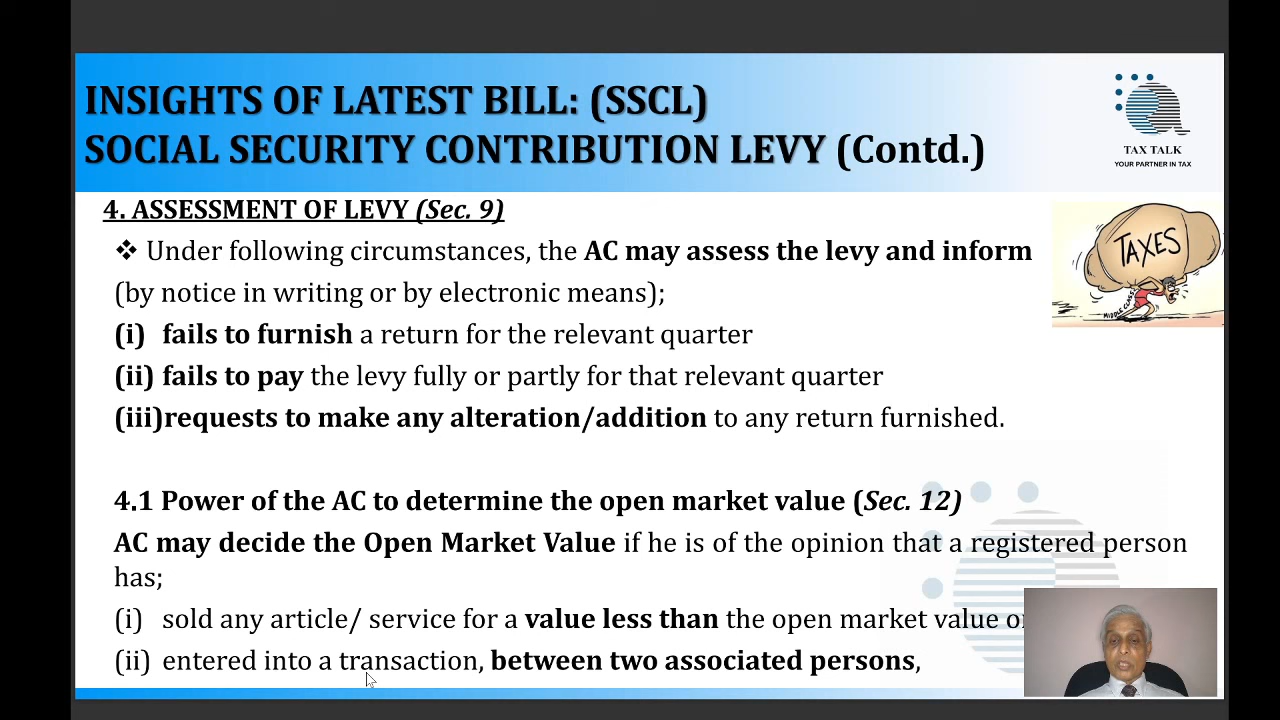 INSIGHTS OF LATEST BILL: (SSCL)
SOCIAL SECURITY CONTRIBUTION LEVY (Contd.)
TAX TALK
YOUR PARTNER IN TAX
4. ASSESSMENT OF LEVY (Sec. 9)
❖ Under following circumstances, the AC may assess the levy and inform
(by notice in writing or by electronic means);
(i) fails to furnish a return for the relevant quarter
(ii) fails to pay the levy fully or partly for that relevant quarter
(iii)requests to make any alteration/addition to any return furnished.
TAXES
MIDDLE CLASS
4.1 Power of the AC to determine the open market value (Sec. 12)
AC may decide the Open Market Value if he is of the opinion that a registered person
has;
(i) sold any article/ service for a value less than the open market value
(ii) entered into a transaction, between two associated persons,